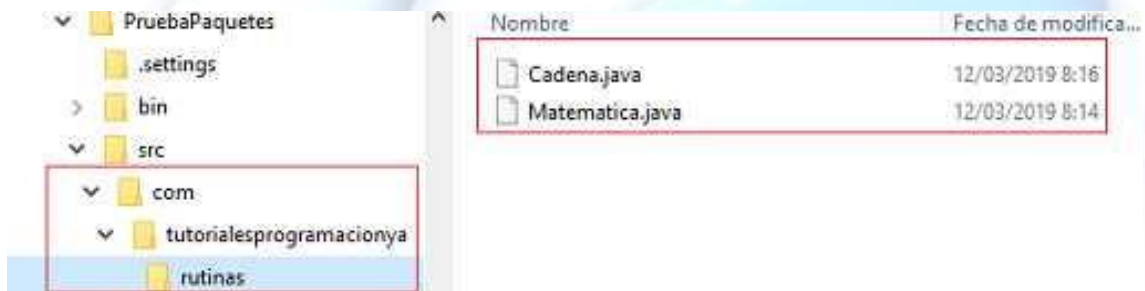 PruebaPaquetes
.settings
bin
src
com
tutorialesprogramacionya
rutinas
Nombre Fecha de modifica...
Cadena.java 12/03/2019 8:16
Matematica.java 12/03/2019 8:14